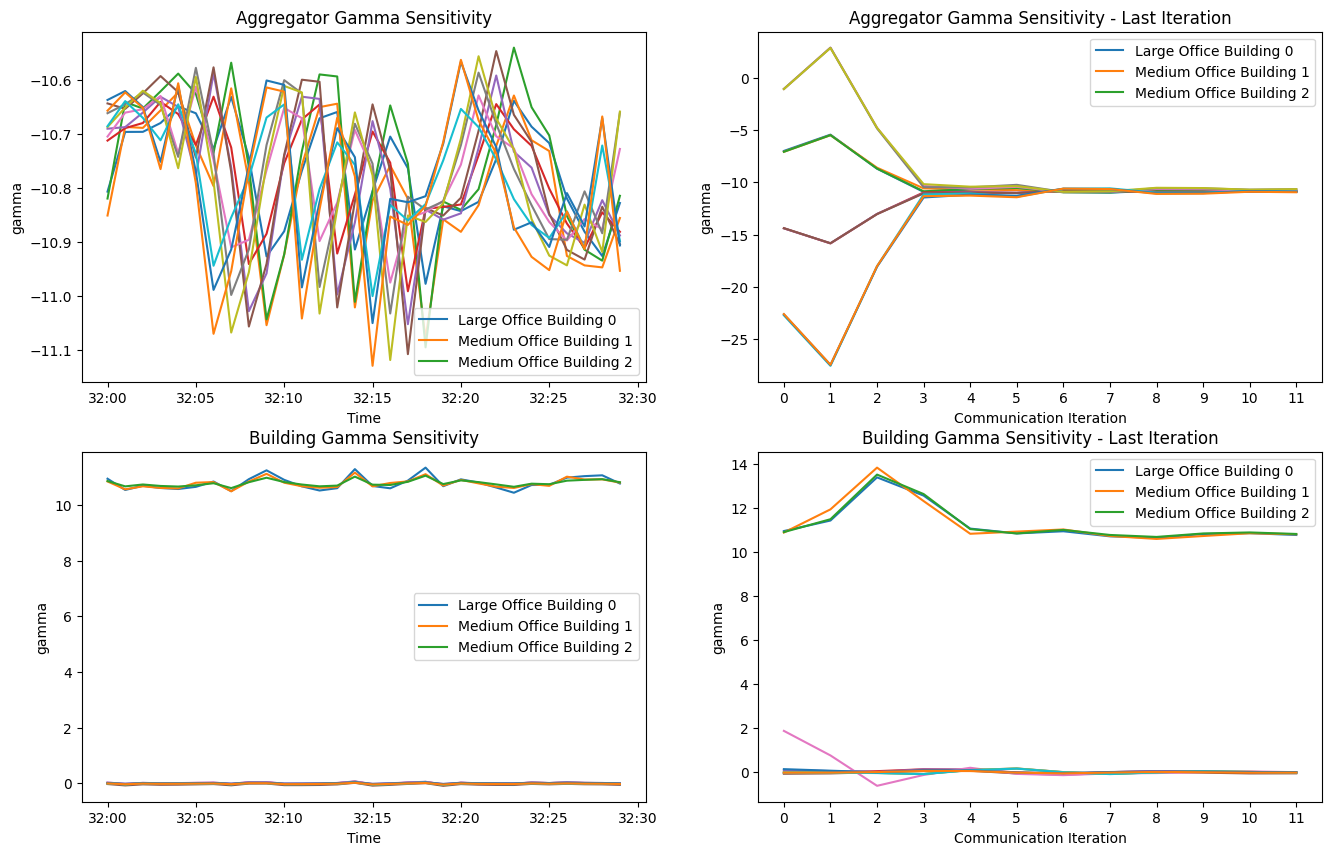 Aggregator Gamma Sensitivity
gamma
−10.6
−10.7
−10.8
−10.9
−11.0
−11.1
Large Office Building 0
Medium Office Building 1
Medium Office Building 2
32:00 32:05 32:10 32:15 32:20 32:25 32:30
Time
Aggregator Gamma Sensitivity - Last Iteration
gamma
0
−5
−10
−15
−20
−25
Large Office Building 0
Medium Office Building 1
Medium Office Building 2
0 1 2 3 4 5 6 7 8 9 10 11
Communication Iteration
Building Gamma Sensitivity
gamma
10
8
6
4
2
0
Large Office Building 0
Medium Office Building 1
Medium Office Building 2
32:00 32:05 32:10 32:15 32:20 32:25 32:30
Time
Building Gamma Sensitivity - Last Iteration
gamma
14
12
10
8
6
4
2
0
Large Office Building 0
Medium Office Building 1
Medium Office Building 2
0 1 2 3 4 5 6 7 8 9 10 11
Communication Iteration